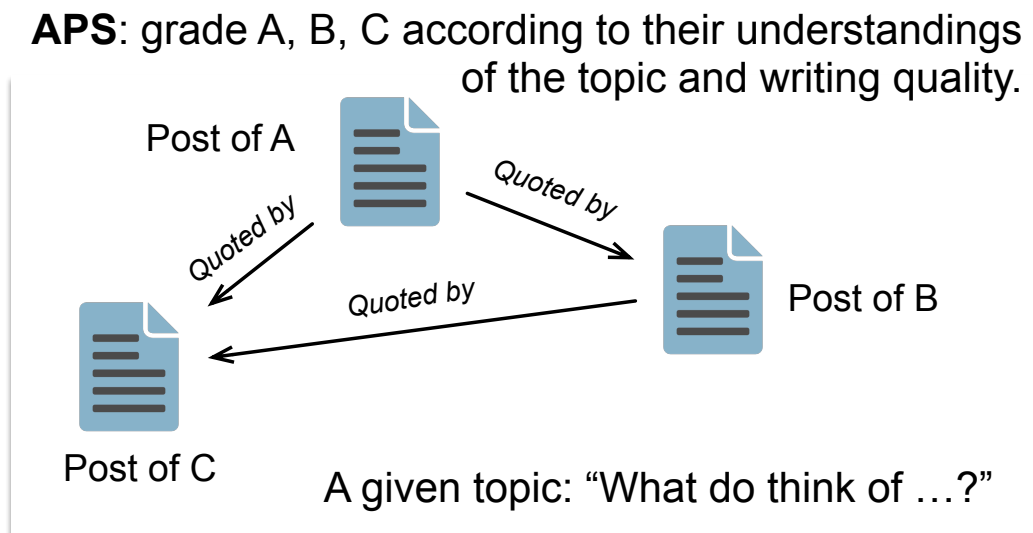 APS: grade A, B, C according to their understandings
of the topic and writing quality.
Post of A
Quoted by
Quoted by
Quoted by
Post of B
Post of C
A given topic: “What do think of …?”